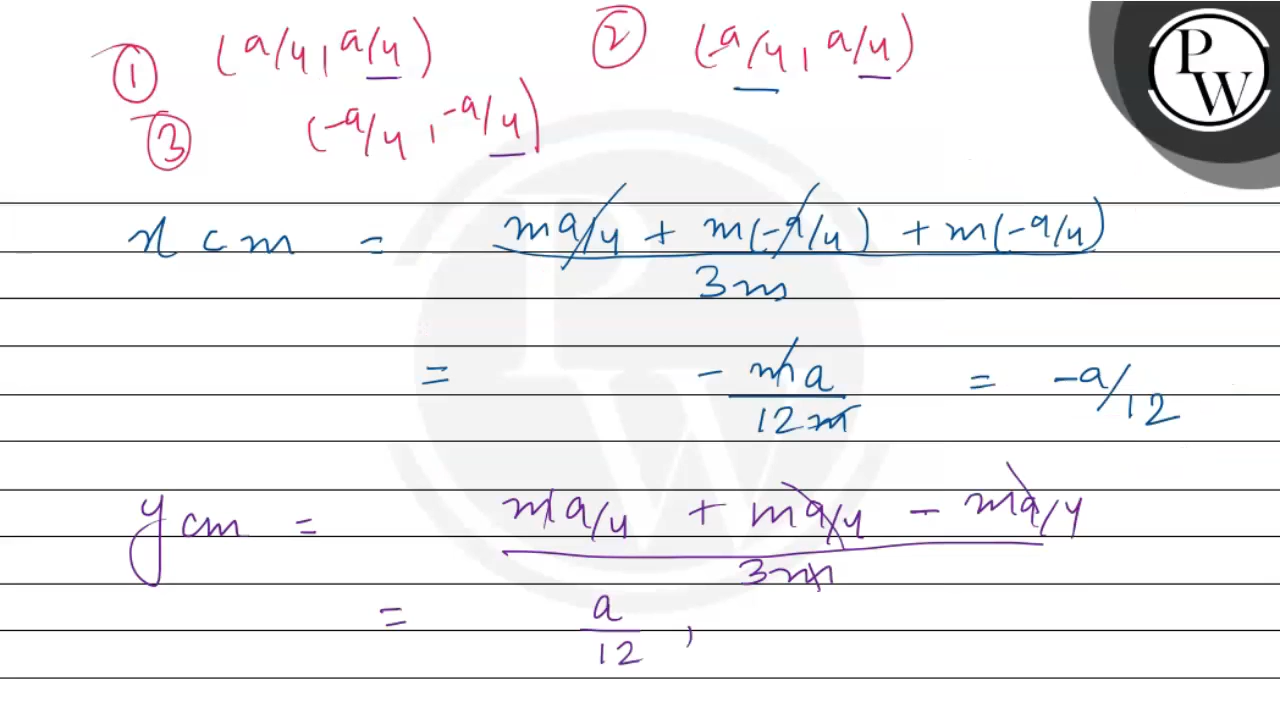 ① (a/4, a/4) ② (-a/4, a/4)
PW
③ (-a/4, -a/4)
x cm = ma/4 + m(-a/4) + m(-a/4)
3m
= - ma = -a/12
12m
y cm = ma/4 + ma/4 - ma/4
3m
= a
12 ,
PW